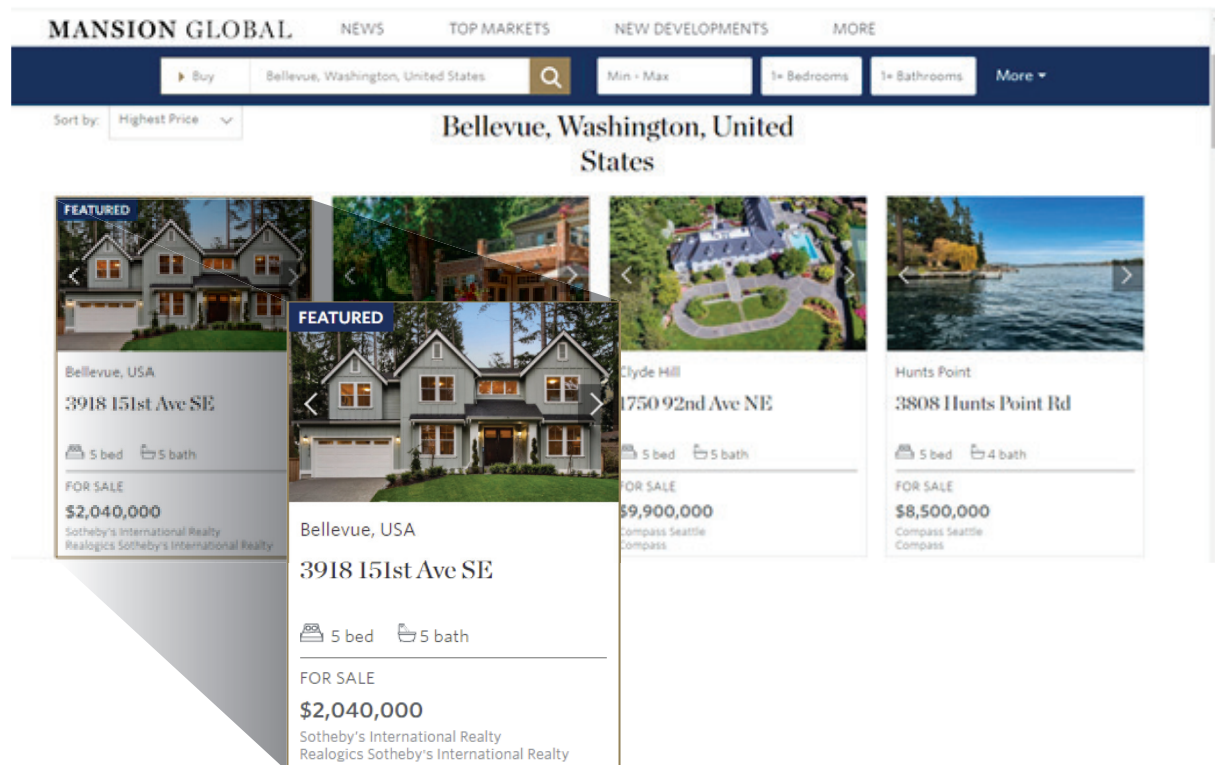 MANSION GLOBAL
NEWS
TOP MARKETS
NEW DEVELOPMENTS
MORE
Buy
Bellevue, Washington, United States
Min - Max
1+ Bedrooms
1+ Bathrooms
More
Sort by:
Highest Price
Bellevue, Washington, United
States
FEATURED
Bellevue, USA
3918 151st Ave SE
5 bed
5 bath
FOR SALE
$2,040,000
Sotheby's International Realty
Realogics Sotheby's International Realty
FEATURED
Bellevue, USA
3918 151st Ave SE
5 bed
5 bath
FOR SALE
$2,040,000
Sotheby's International Realty
Realogics Sotheby's International Realty
Clyde Hill
1750 92nd Ave NE
5 bed
5 bath
FOR SALE
$9,900,000
Compass Seattle
Compass
Hunts Point
3808 Hunts Point Rd
5 bed
4 bath
FOR SALE
$8,500,000
Compass Seattle
Compass